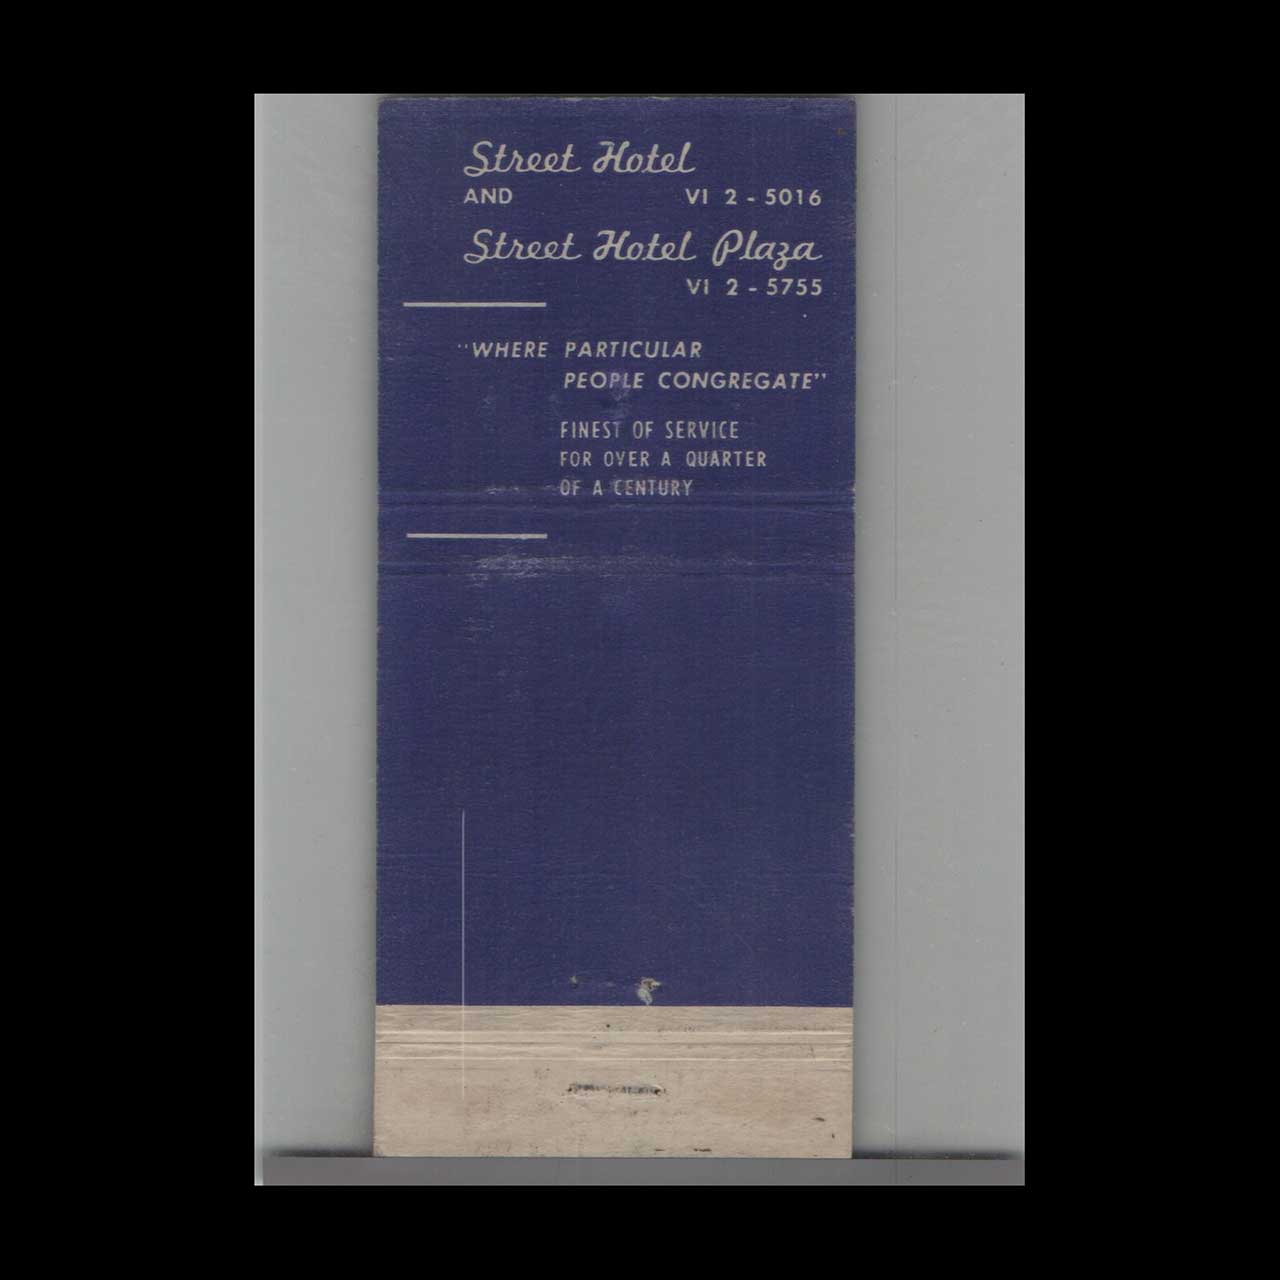 Street Hotel
AND VI 2 - 5016
Street Hotel Plaza
VI 2 - 5755
"WHERE PARTICULAR
PEOPLE CONGREGATE"
FINEST OF SERVICE
FOR OVER A QUARTER
OF A CENTURY